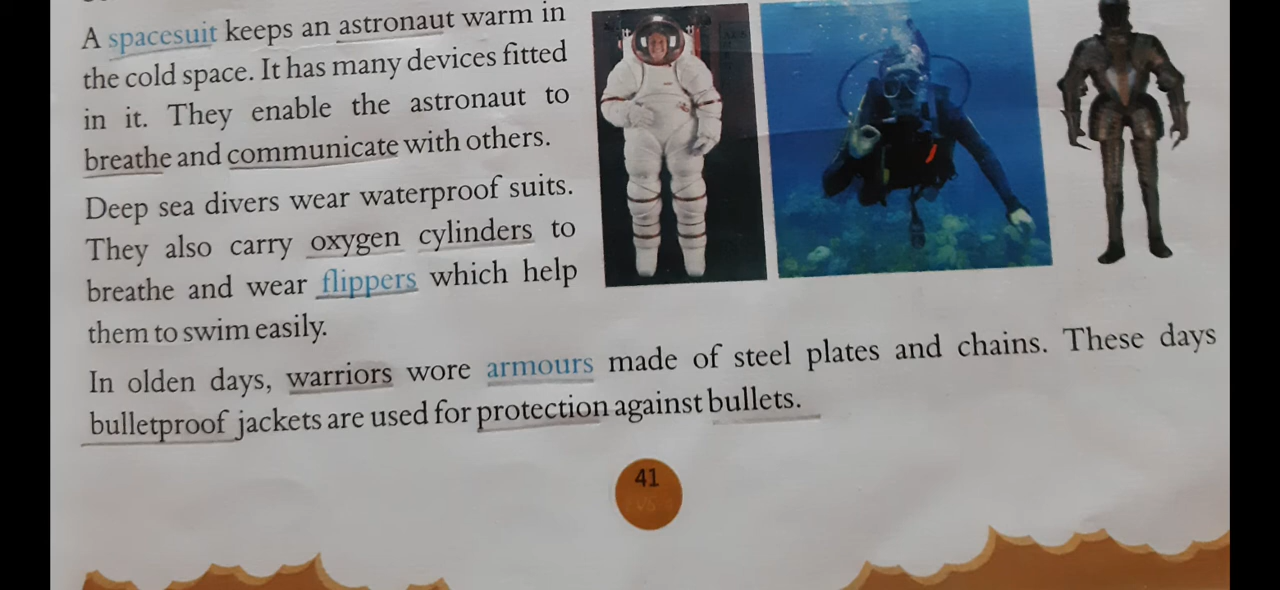 A spacesuit keeps an astronaut warm in
the cold space. It has many devices fitted
in it. They enable the astronaut to
breathe and communicate with others.
Deep sea divers wear waterproof suits.
They also carry oxygen cylinders to
breathe and wear flippers which help
them to swim easily.
In olden days, warriors wore armours made of steel plates and chains. These days
bulletproof jackets are used for protection against bullets.
41